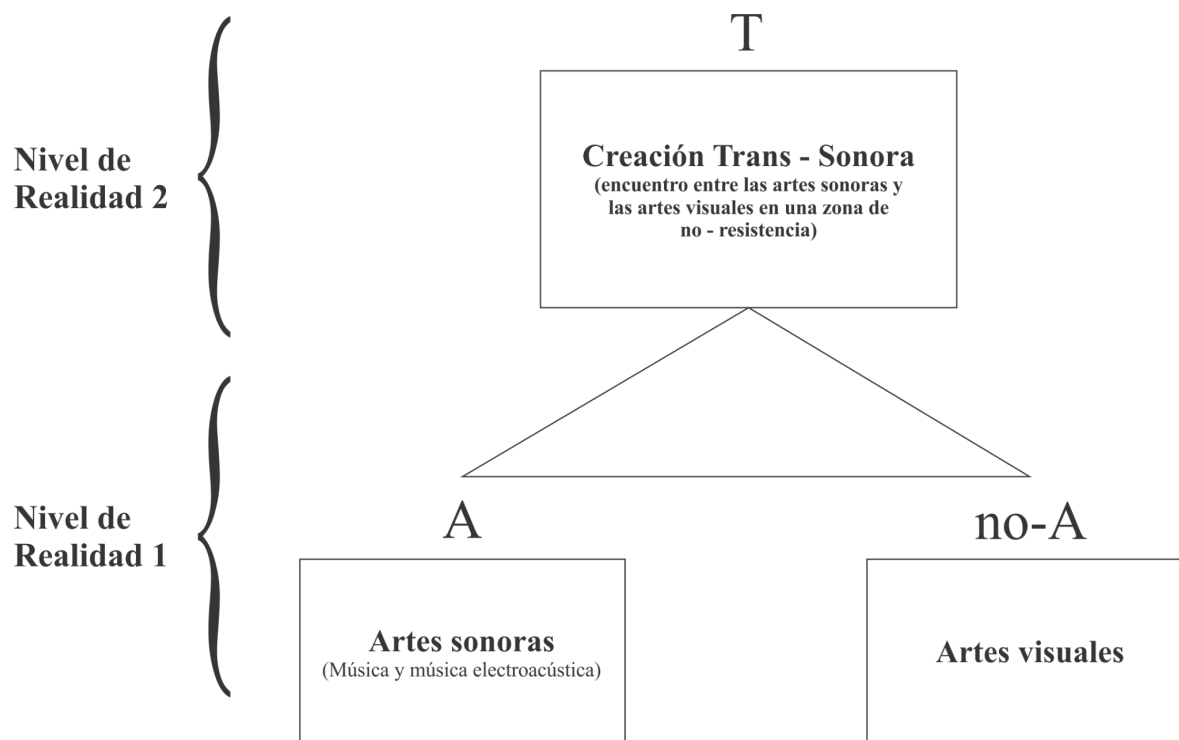 T
Nivel de
Realidad 2
Creación Trans - Sonora
(encuentro entre las artes sonoras y
las artes visuales en una zona de
no - resistencia)
Nivel de
Realidad 1
A
no-A
Artes sonoras
(Música y música electroacústica)
Artes visuales